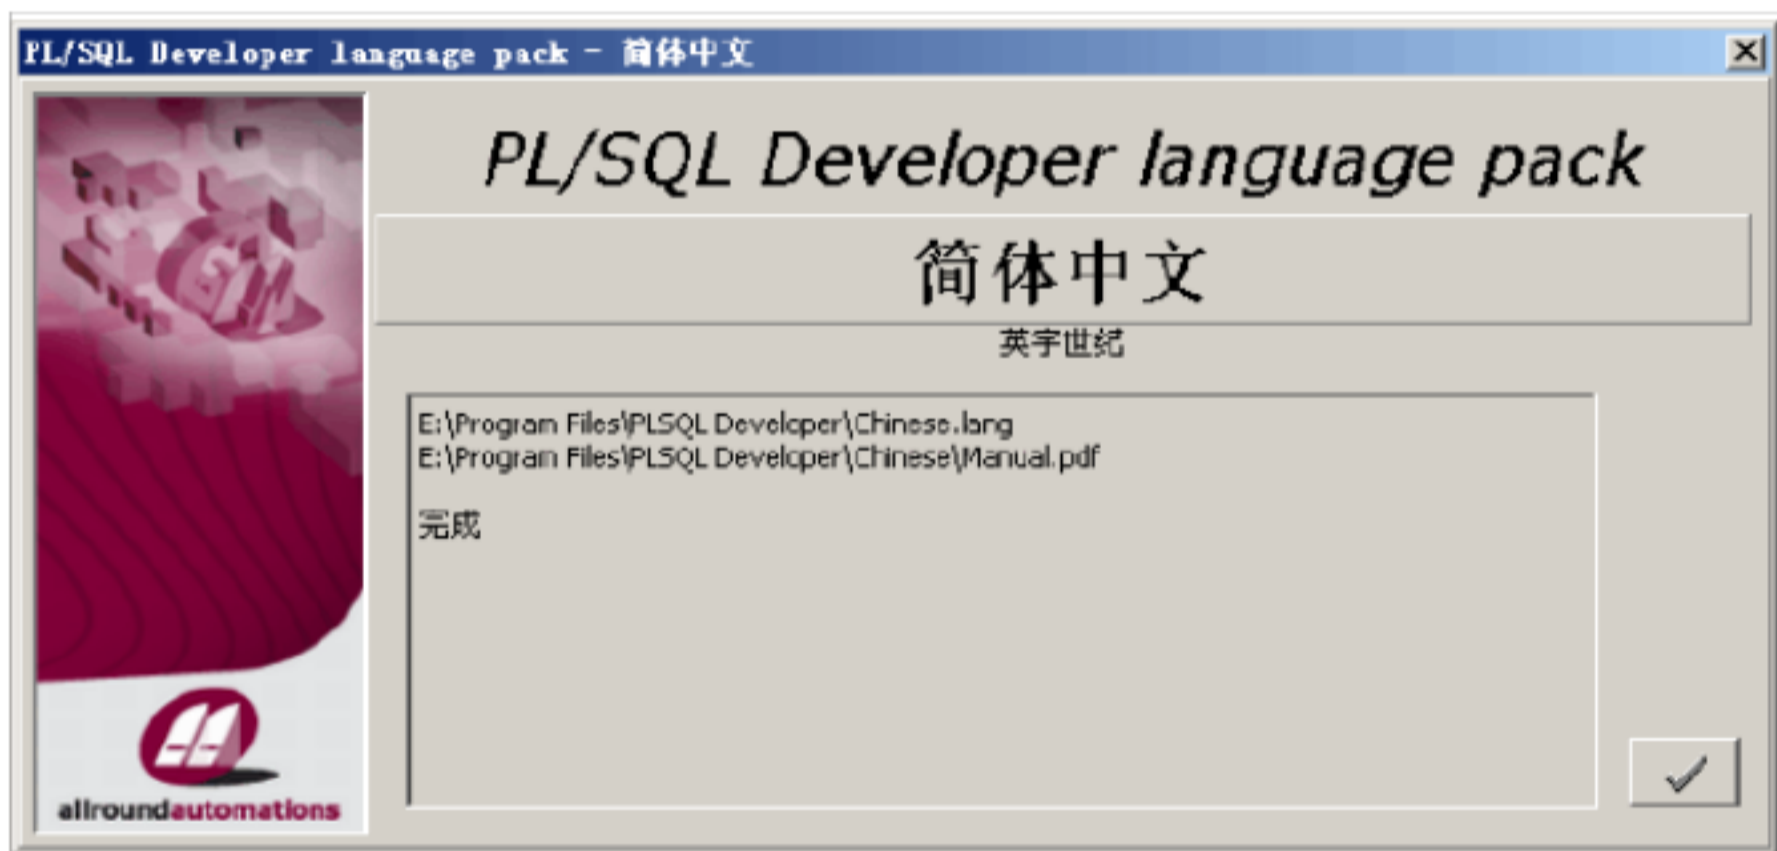 PL/SQL Developer language pack - 简体中文
PL/SQL Developer language pack
简体中文
英宇世纪
E:\Program Files\PLSQL Developer\Chinese.lang
E:\Program Files\PLSQL Developer\Chinese\Manual.pdf
完成
allroundautomations